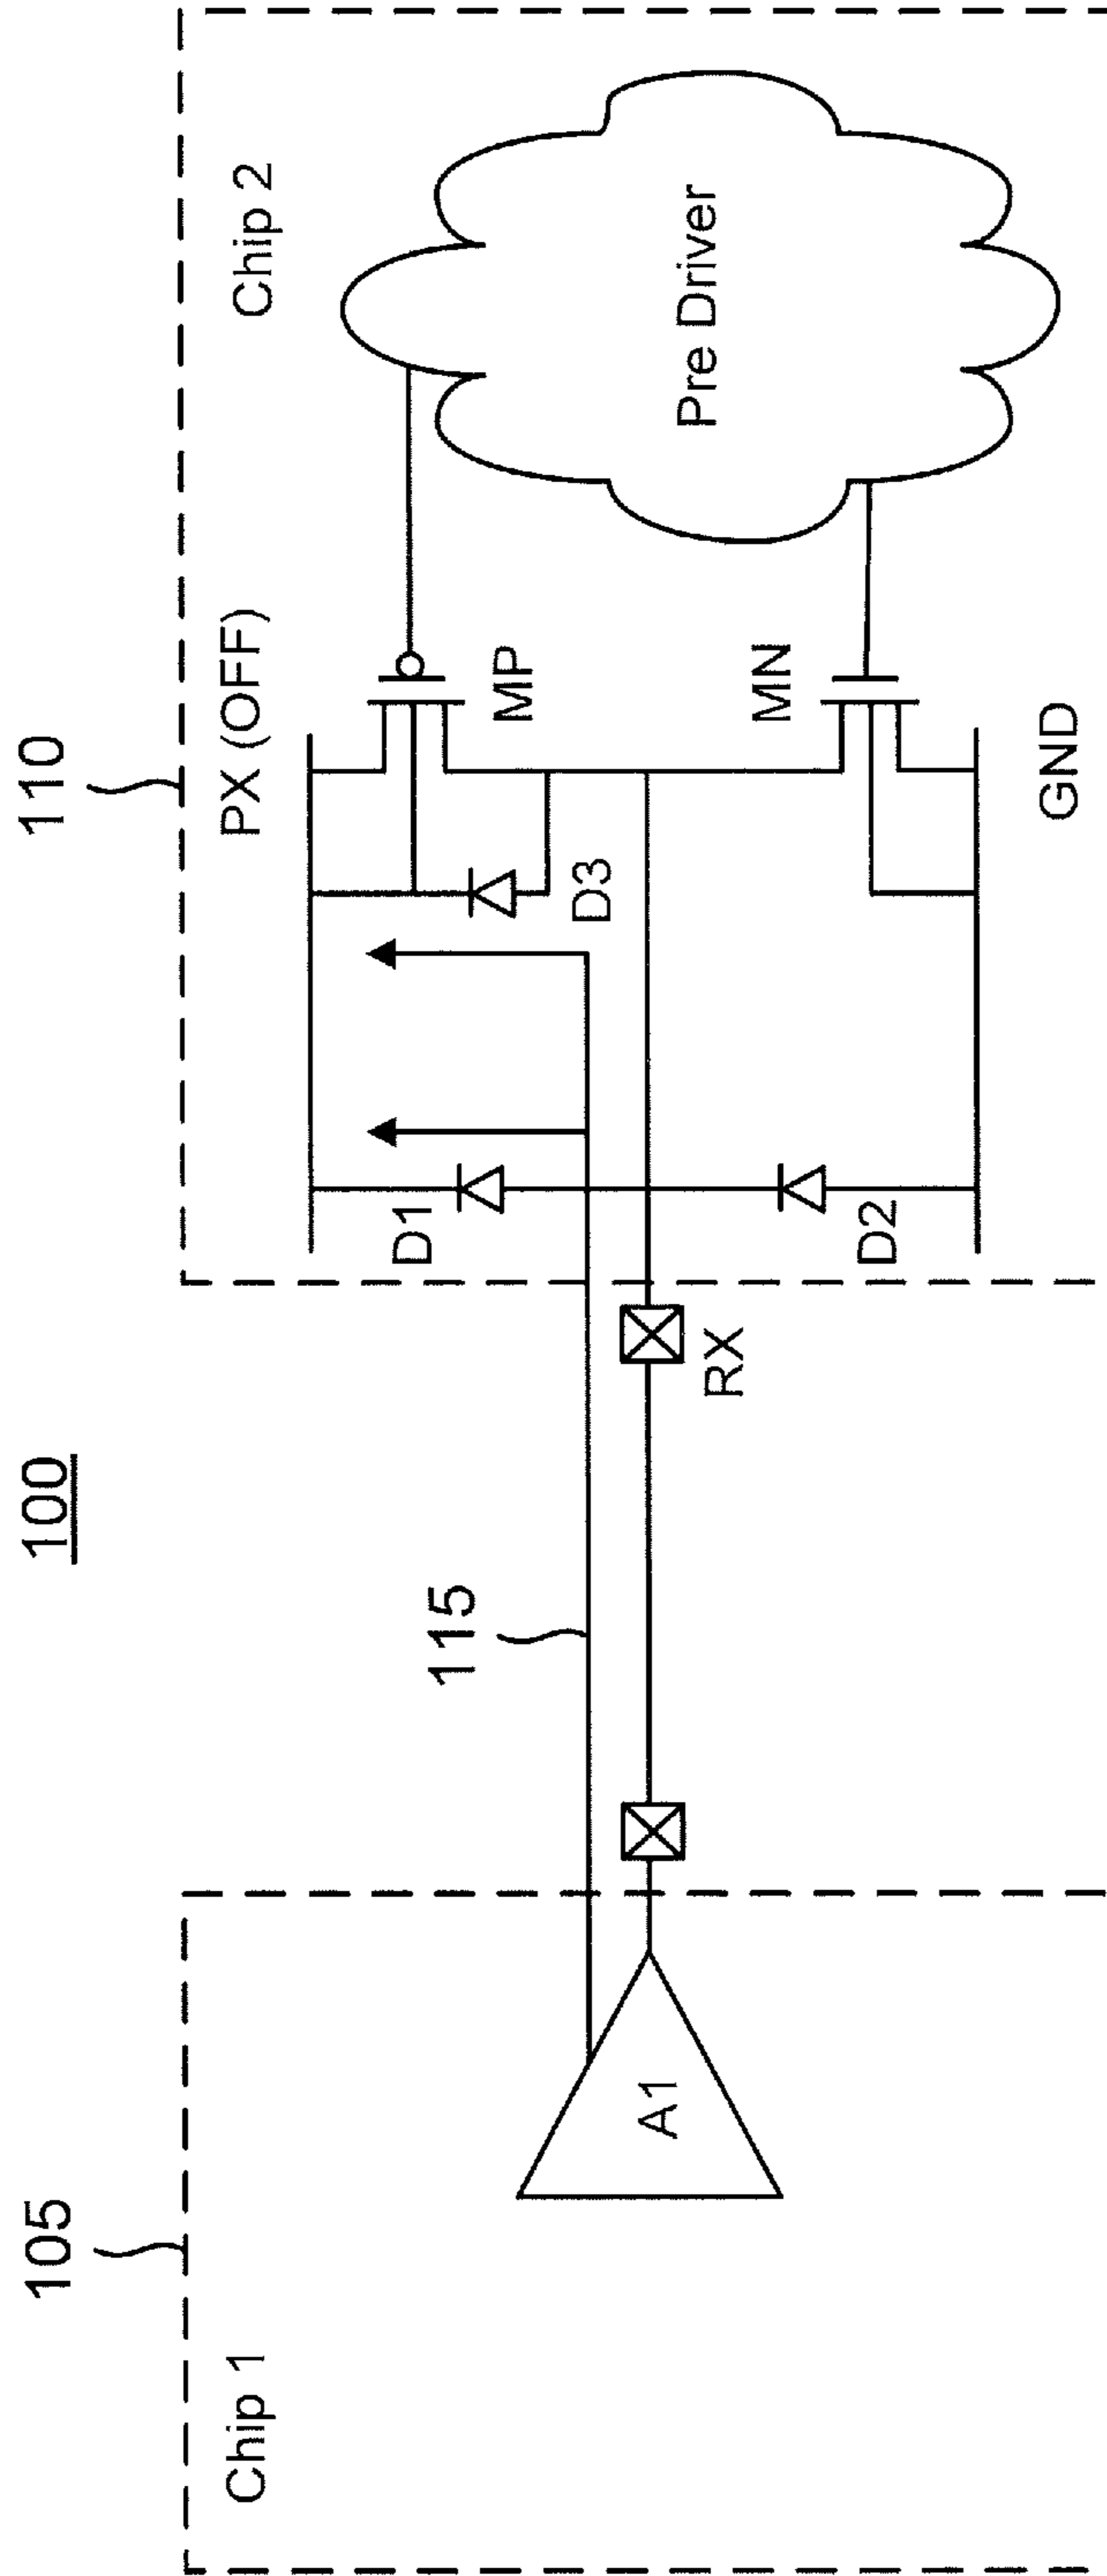 100
105
110
Chip 1
Chip 2
PX (OFF)
115
D1
D3
MP
A1
RX
Pre Driver
D2
MN
GND